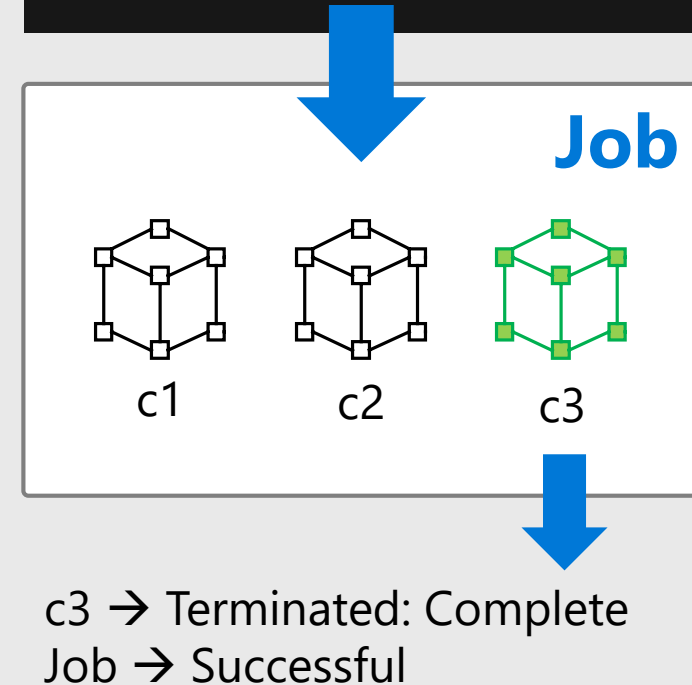 Job
c1
c2
c3
c3 → Terminated: Complete
Job → Successful